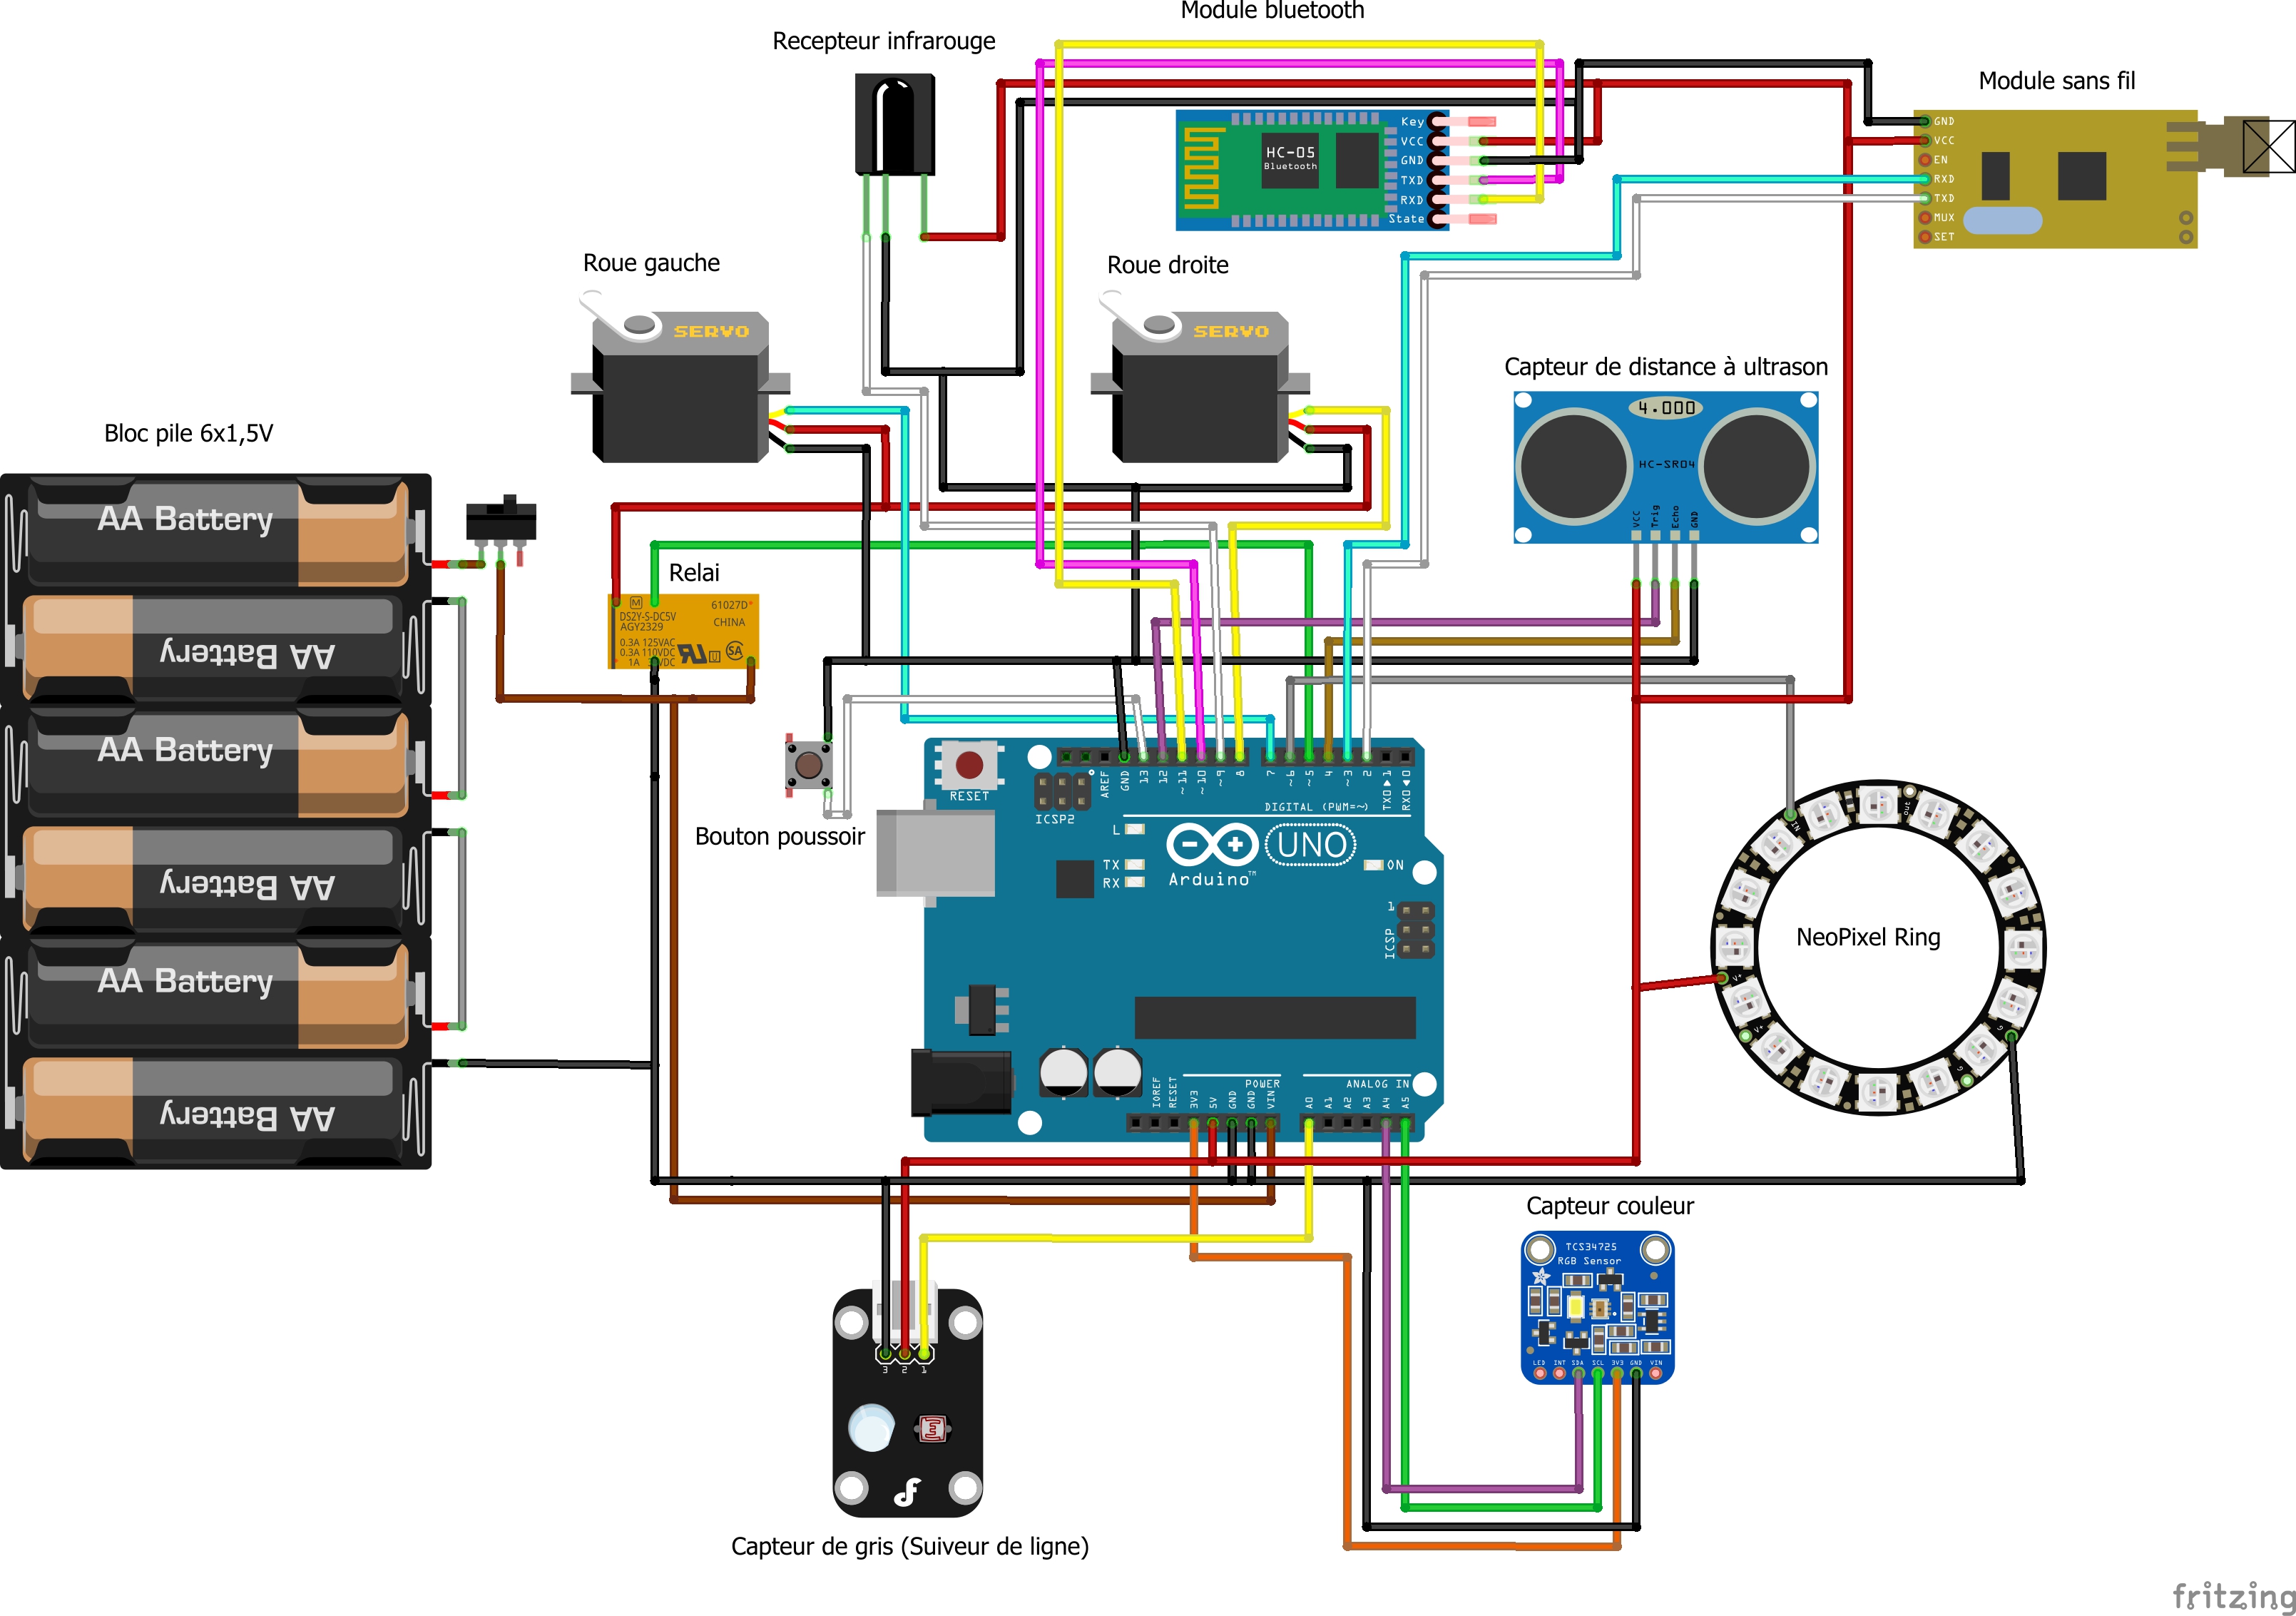 Module bluetooth
Recepteur infrarouge
Module sans fil
Key
VCC
GND
TXD
RXD
State
HC-05
Bluetooth
GND
VCC
EN
RXD
TXD
MUX
SET
Roue gauche
SERVO
Roue droite
SERVO
Capteur de distance à ultrason
4.000
HC-SR04
VCC
Trig
Echo
GND
Bloc pile 6x1,5V
AA Battery
AA Battery
AA Battery
AA Battery
AA Battery
AA Battery
Relai
M
61027D*
DS2Y-S-DC5V
AGY2329
CHINA
0.3A 125VAC
0.3A 110VDC
1A
VDC
SA
Bouton poussoir
RESET
ICSP2
AREF
GND
13
12
~11
~10
~9
8
7
~6
~5
4
~3
2
TX0 1
RX0 0
DIGITAL (PWM=~)
L
TX
RX
UNO
Arduino™
ON
1
ICSP
IOREF
RESET
3V3
5V
GND
GND
VIN
POWER
ANALOG IN
A0
A1
A2
A3
A4
A5
NeoPixel Ring
IN
Out
V+
V+
G
G
Capteur couleur
TCS34725
RGB Sensor
LED
INT
SDA
SCL
3V3
GND
VIN
3
2
1
Capteur de gris (Suiveur de ligne)
fritzing